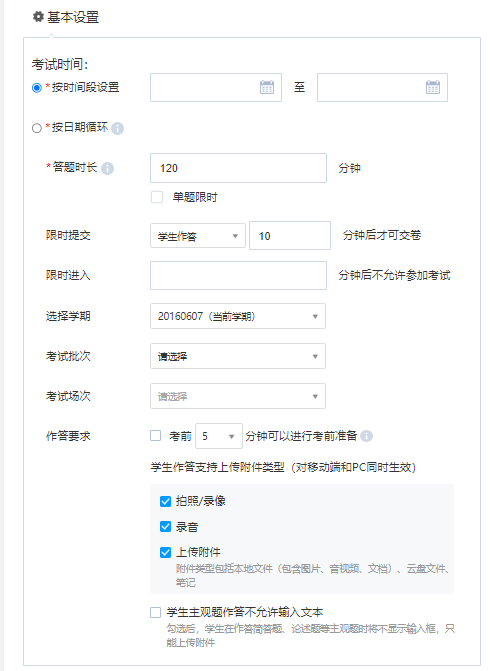 基本设置
考试时间:
*按时间段设置 至
*按日期循环
*答题时长 120 分钟
单题限时
限时提交 学生作答 10 分钟后才可交卷
限时进入 分钟后不允许参加考试
选择学期 20160607（当前学期）
考试批次 请选择
考试场次 请选择
作答要求 考前 5 分钟可以进行考前准备
学生作答支持上传附件类型（对移动端和PC同时生效）
拍照/录像
录音
上传附件
附件类型包括本地文件（包含图片、音视频、文档）、云盘文件、
笔记
学生主观题作答不允许输入文本
勾选后，学生在作答简答题、论述题等主观题时将不显示输入框，只
能上传附件